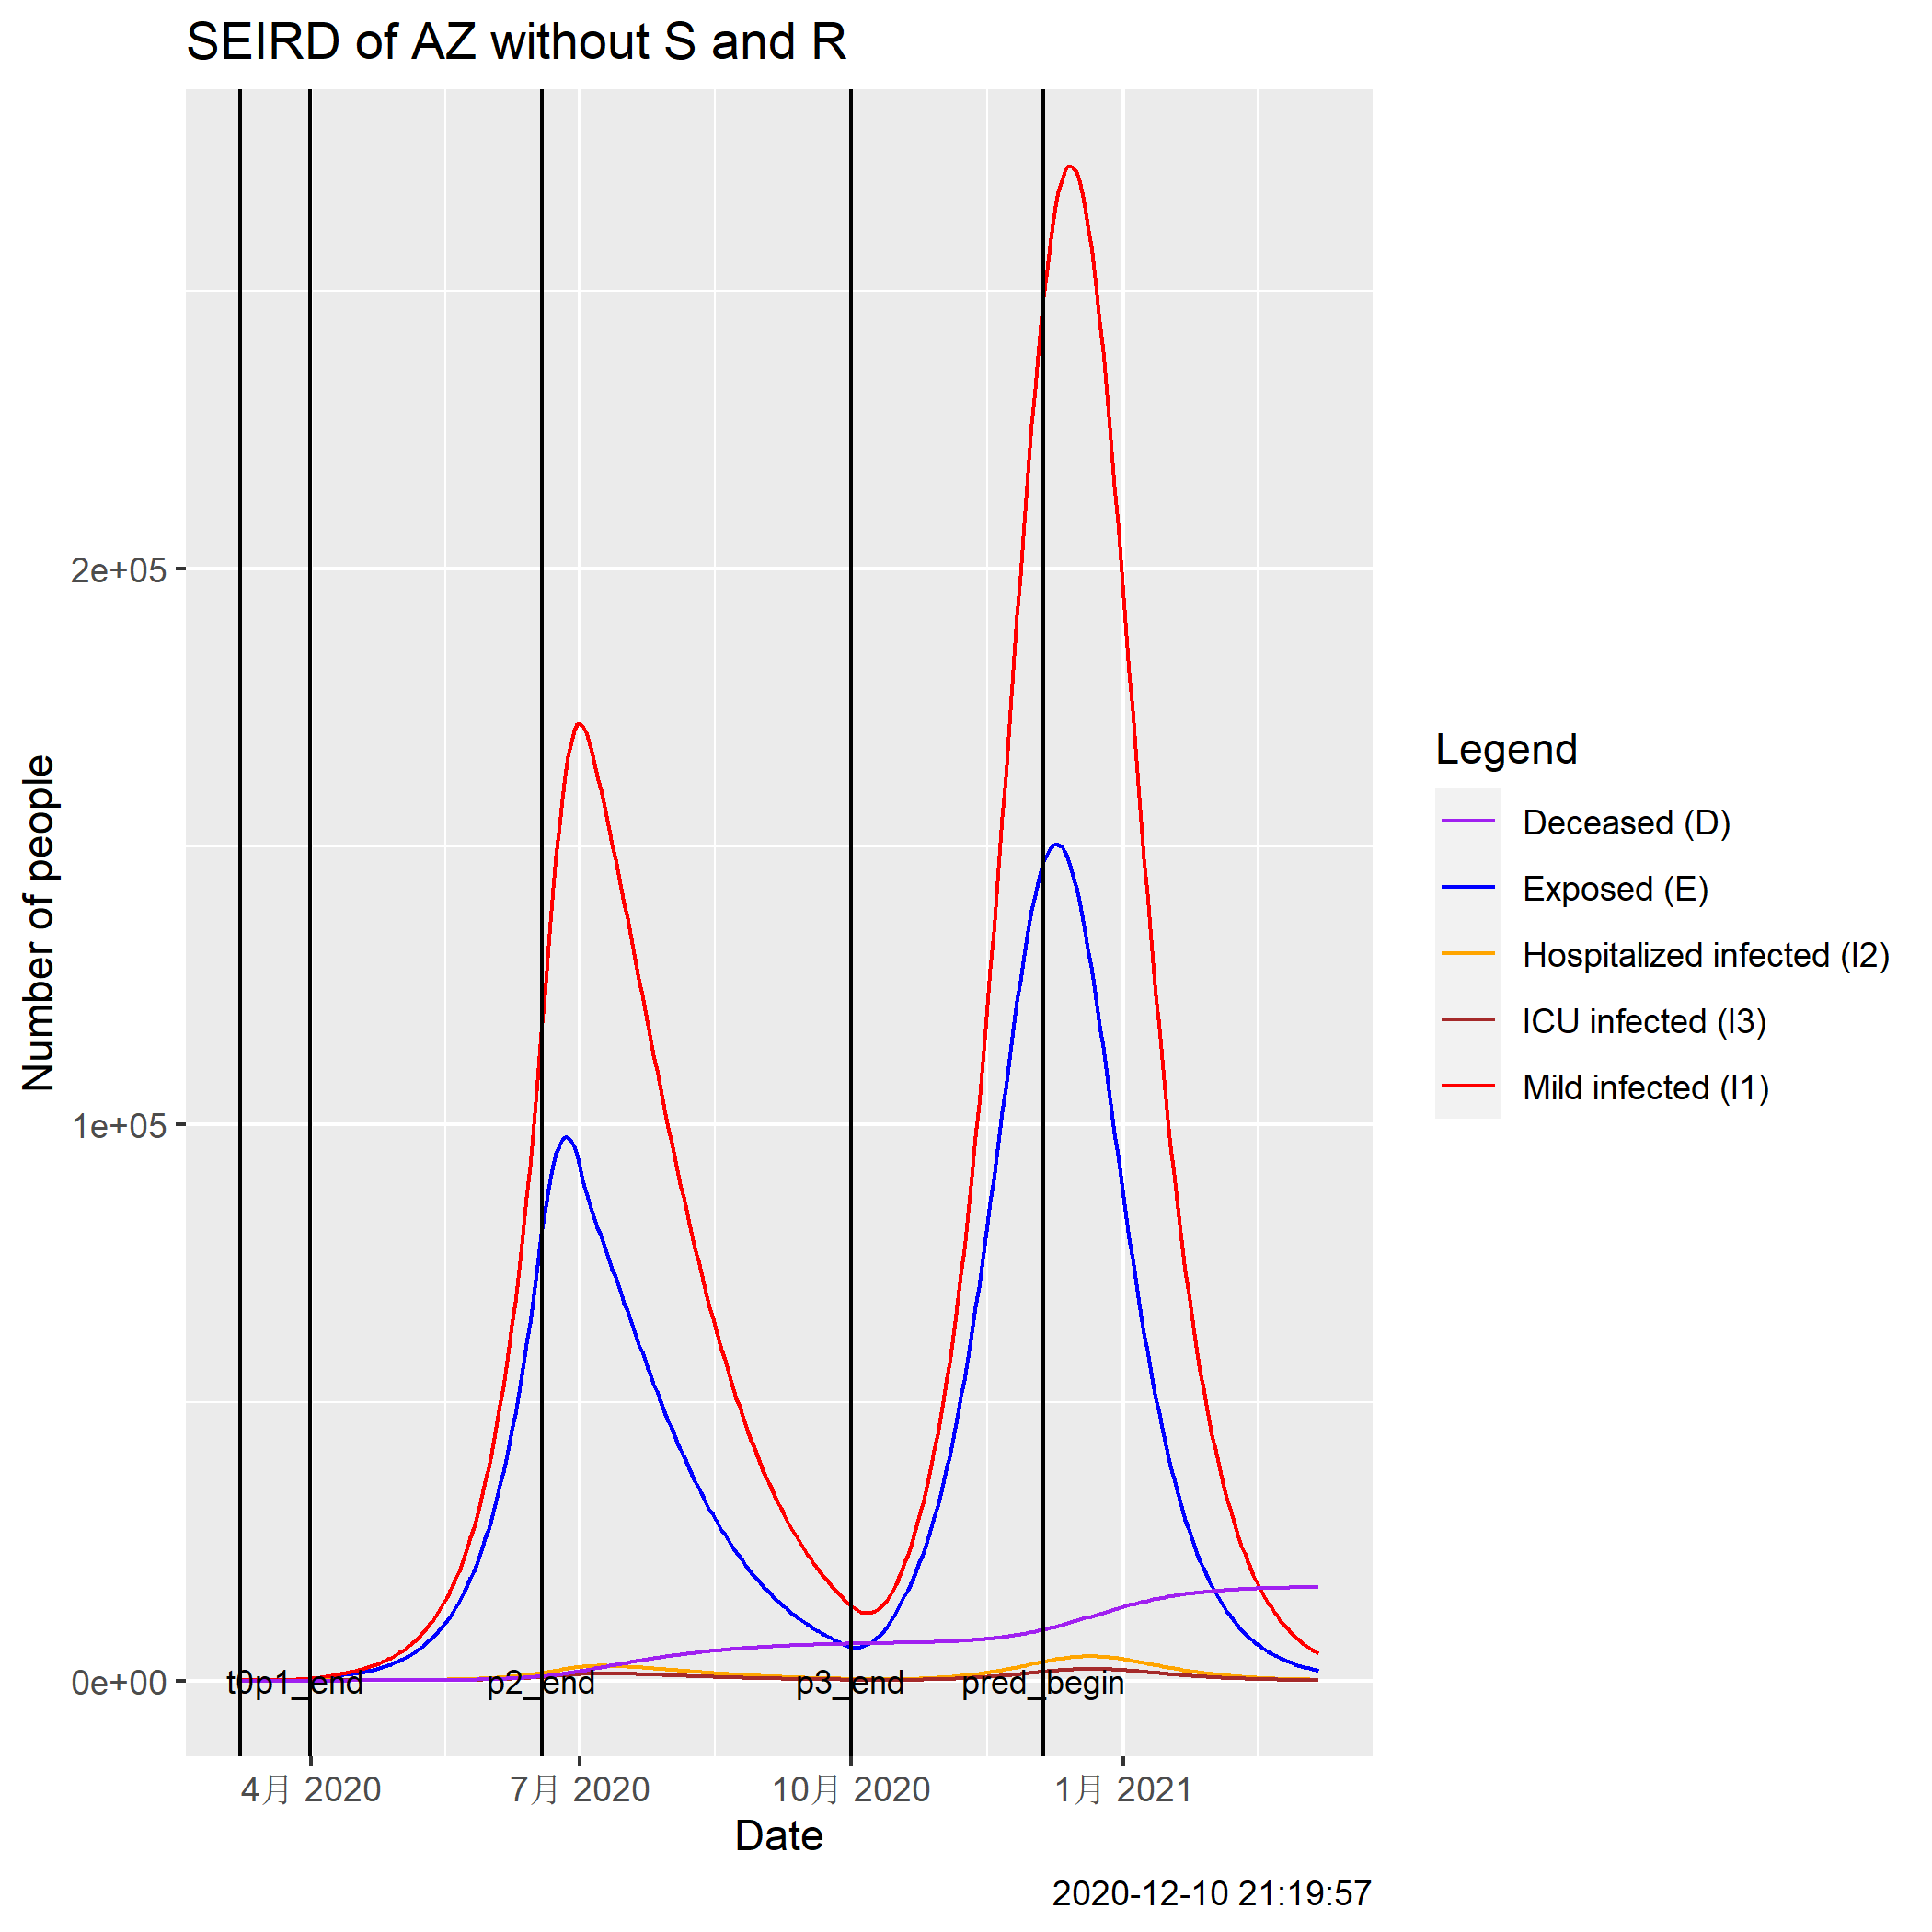 SEIRD of AZ without S and R
Number of people
2e+05
1e+05
0e+00
t0p1_end
p2_end
p3_end
pred_begin
4月 2020
7月 2020
10月 2020
1月 2021
Date
Legend
Deceased (D)
Exposed (E)
Hospitalized infected (I2)
ICU infected (I3)
Mild infected (I1)
2020-12-10 21:19:57